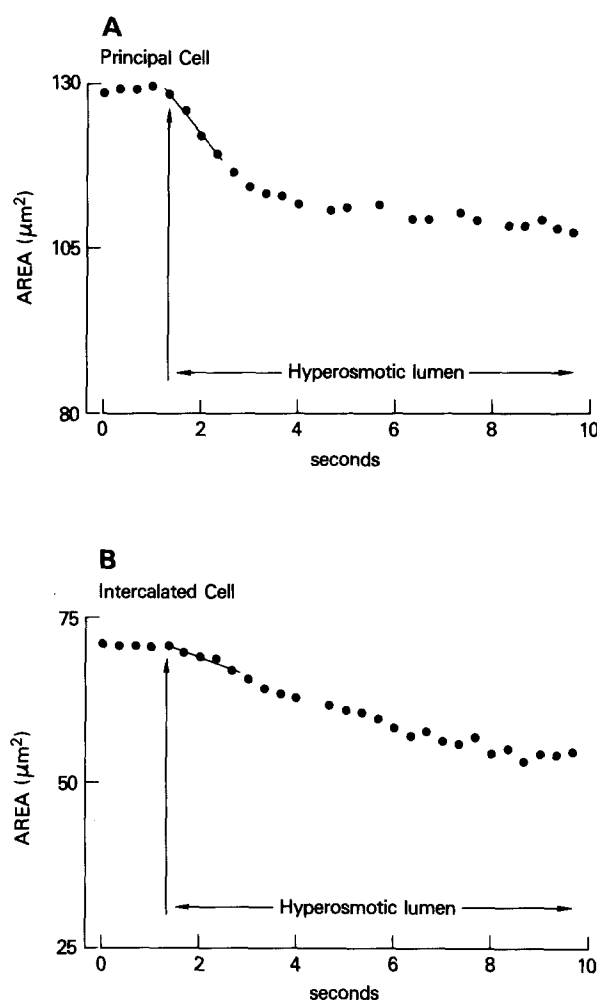 A
Principal Cell
130
105
80
AREA (μm²)
Hyperosmotic lumen
0 2 4 6 8 10
seconds
B
Intercalated Cell
75
50
25
AREA (μm²)
Hyperosmotic lumen
0 2 4 6 8 10
seconds